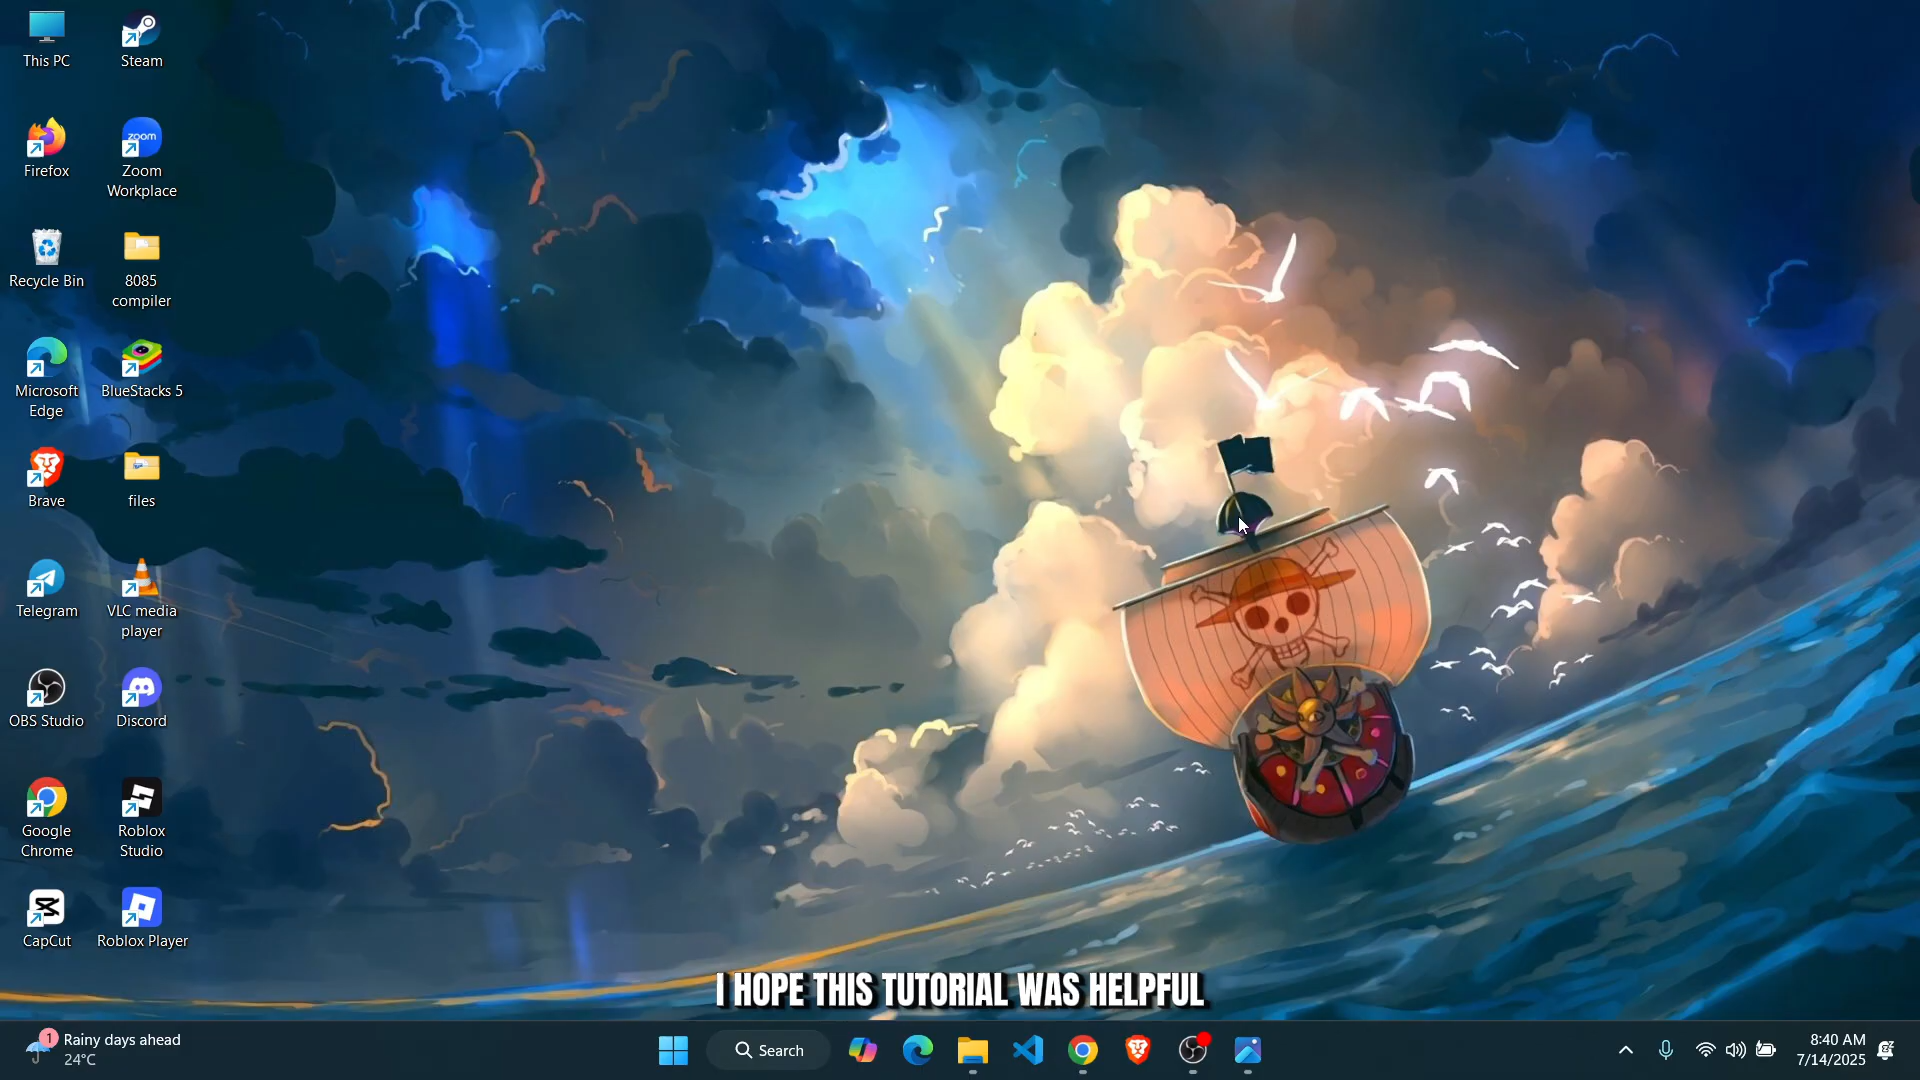 This PC
Steam
Firefox
zoom
Zoom
Workplace
Recycle Bin
8085
compiler
Microsoft
Edge
BlueStacks 5
Brave
files
Telegram
VLC media
player
OBS Studio
Discord
Google
Chrome
Roblox
Studio
CapCut
Roblox Player
I HOPE THIS TUTORIAL WAS HELPFUL
1
Rainy days ahead
24°C
Search
8:40 AM
7/14/2025